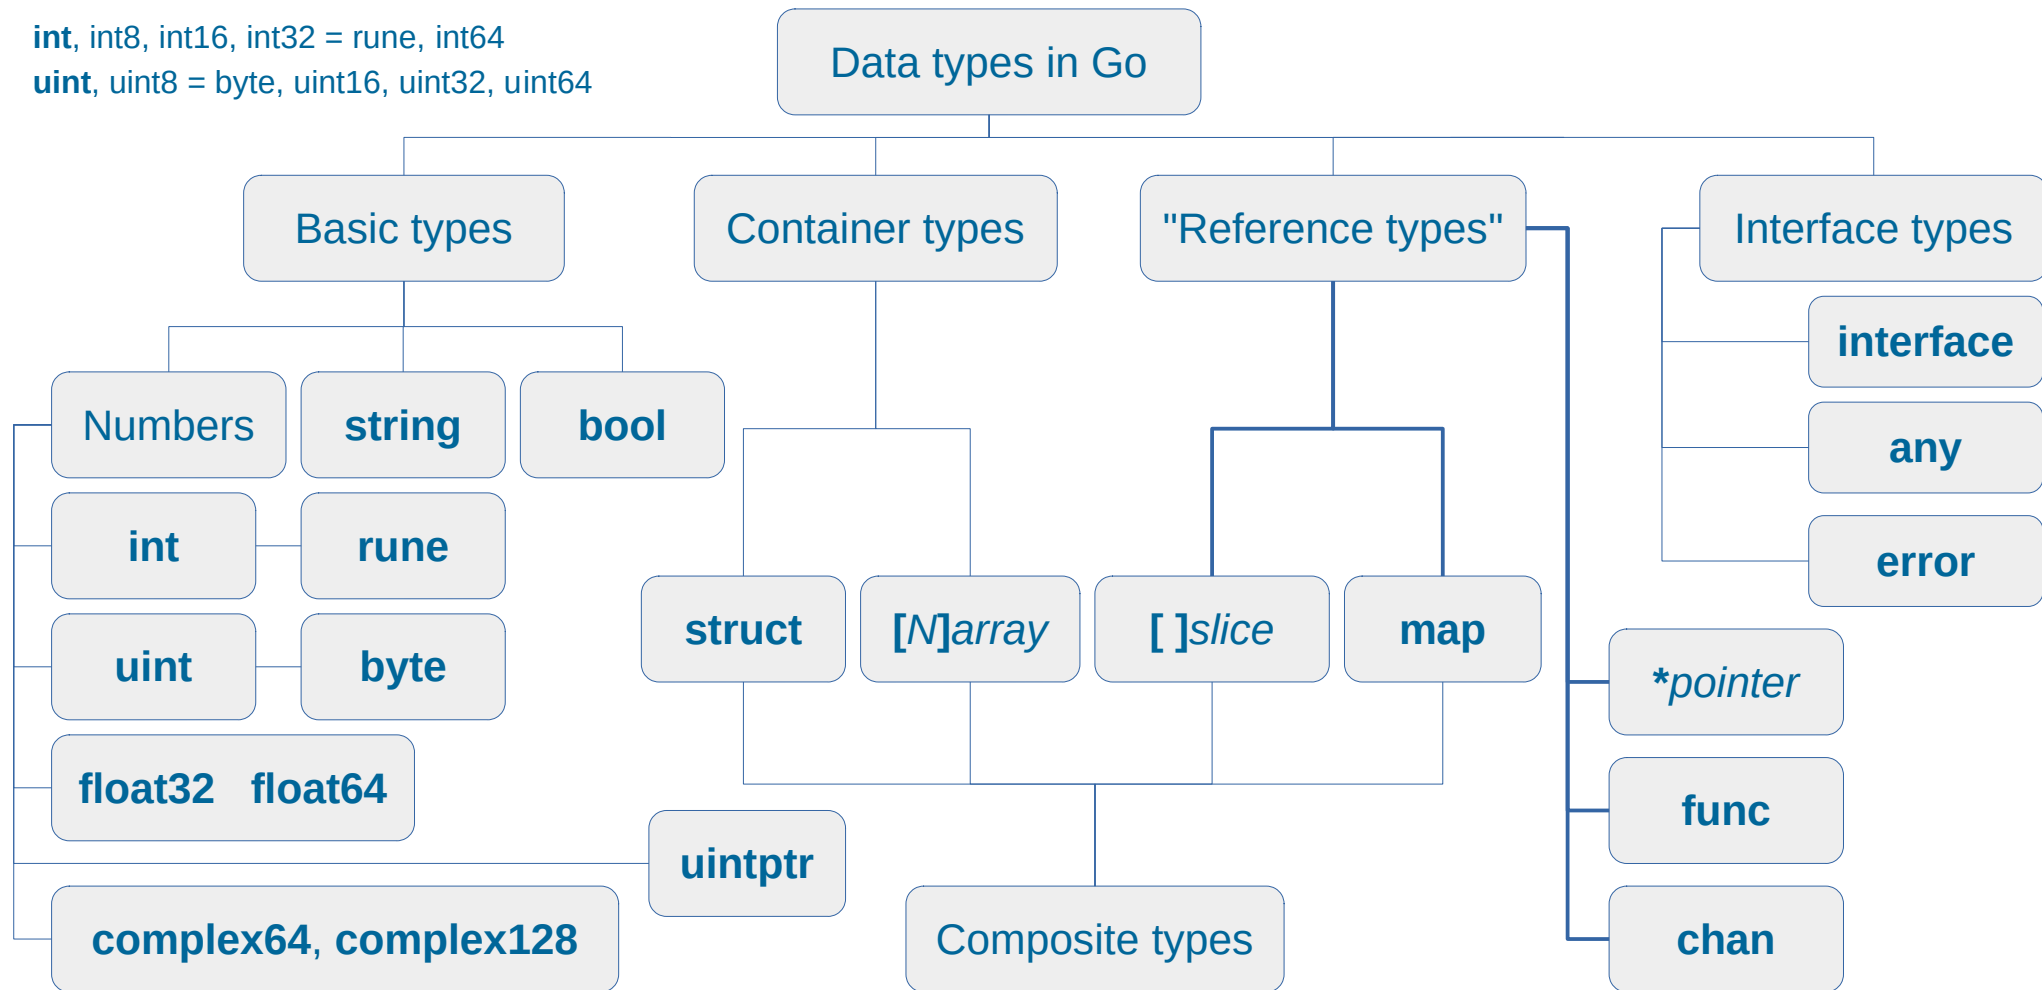 int, int8, int16, int32 = rune, int64
uint, uint8 = byte, uint16, uint32, uint64
Data types in Go
Basic types
Container types
"Reference types"
Interface types
interface
any
error
Numbers
string
bool
int
rune
uint
byte
float32 float64
uintptr
complex64, complex128
struct
[N]array
[ ]slice
map
Composite types
*pointer
func
chan